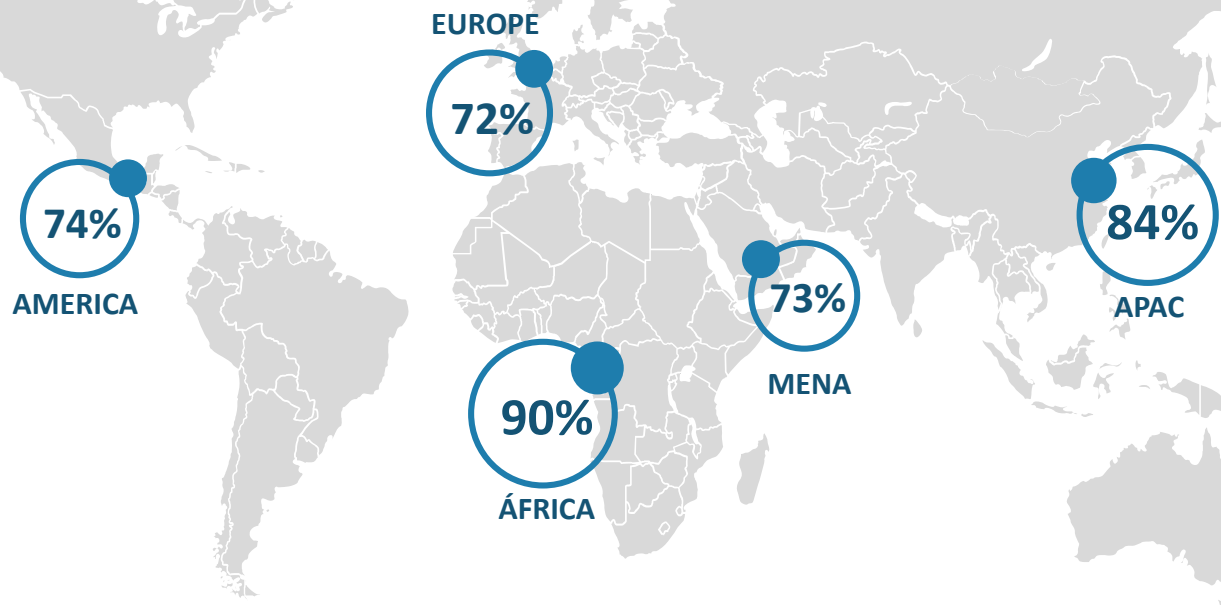 EUROPE
72%
74%
AMERICA
84%
APAC
73%
MENA
90%
ÁFRICA